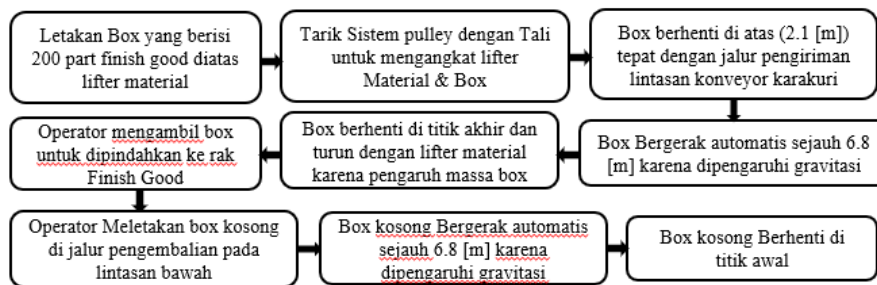 Letakan Box yang berisi
200 part finish good diatas
lifter material
Tarik Sistem pulley dengan Tali
untuk mengangkat lifter
Material & Box
Box berhenti di atas (2.1 [m])
tepat dengan jalur pengiriman
lintasan konveyor karakuri
Box Bergerak automatis sejauh 6.8
[m] karena dipengaruhi gravitasi
Box berhenti di titik akhir dan
turun dengan lifter material
karena pengaruh massa box
Operator mengambil box
untuk dipindahkan ke rak
Finish Good
Operator Meletakan box kosong
di jalur pengembalian pada
lintasan bawah
Box kosong Bergerak automatis
sejauh 6.8 [m] karena
dipengaruhi gravitasi
Box kosong Berhenti di
titik awal